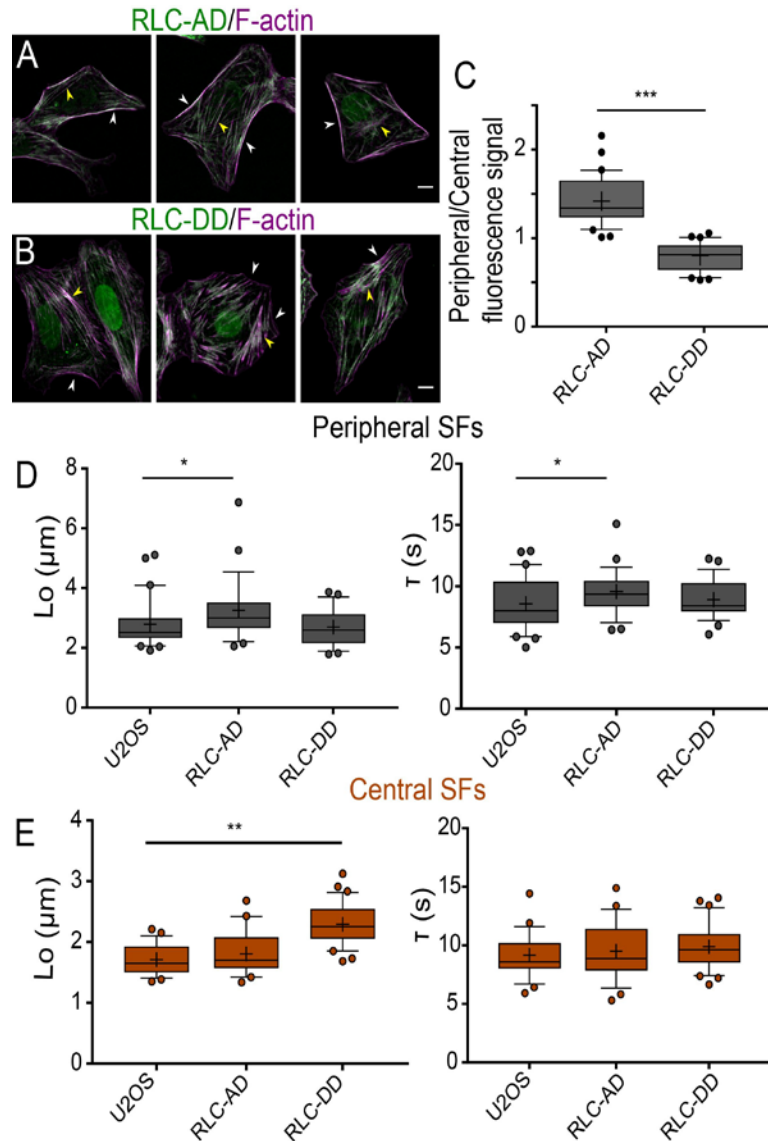 RLC-AD/F-actin
A
C
***
Peripheral/Central
fluorescence signal
2
1
0
RLC-AD
RLC-DD
RLC-DD/F-actin
B
Peripheral SFs
D
*
Lo (μm)
8
6
4
2
0
U2OS
RLC-AD
RLC-DD
*
τ (s)
20
15
10
5
0
U2OS
RLC-AD
RLC-DD
Central SFs
E
**
Lo (μm)
4
3
2
1
0
U2OS
RLC-AD
RLC-DD
τ (s)
20
15
10
5
0
U2OS
RLC-AD
RLC-DD